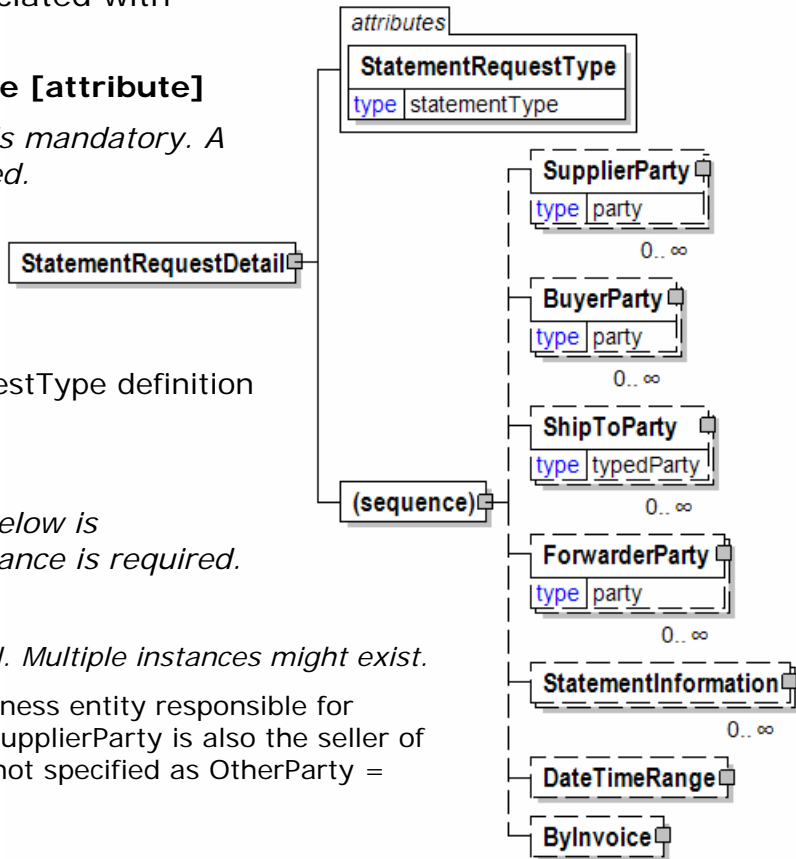 ciated with
e [attribute]
s mandatory. A
ed.
estType definition
elow is
ance is required.
l. Multiple instances might exist.
ness entity responsible for
upplierParty is also the seller of
not specified as OtherParty =
attributes
StatementRequestType
type statementType
StatementRequestDetail
(sequence)
SupplierParty
type party
0.. ∞
BuyerParty
type party
0.. ∞
ShipToParty
type typedParty
0.. ∞
ForwarderParty
type party
0.. ∞
StatementInformation
0.. ∞
DateTimeRange
ByInvoice